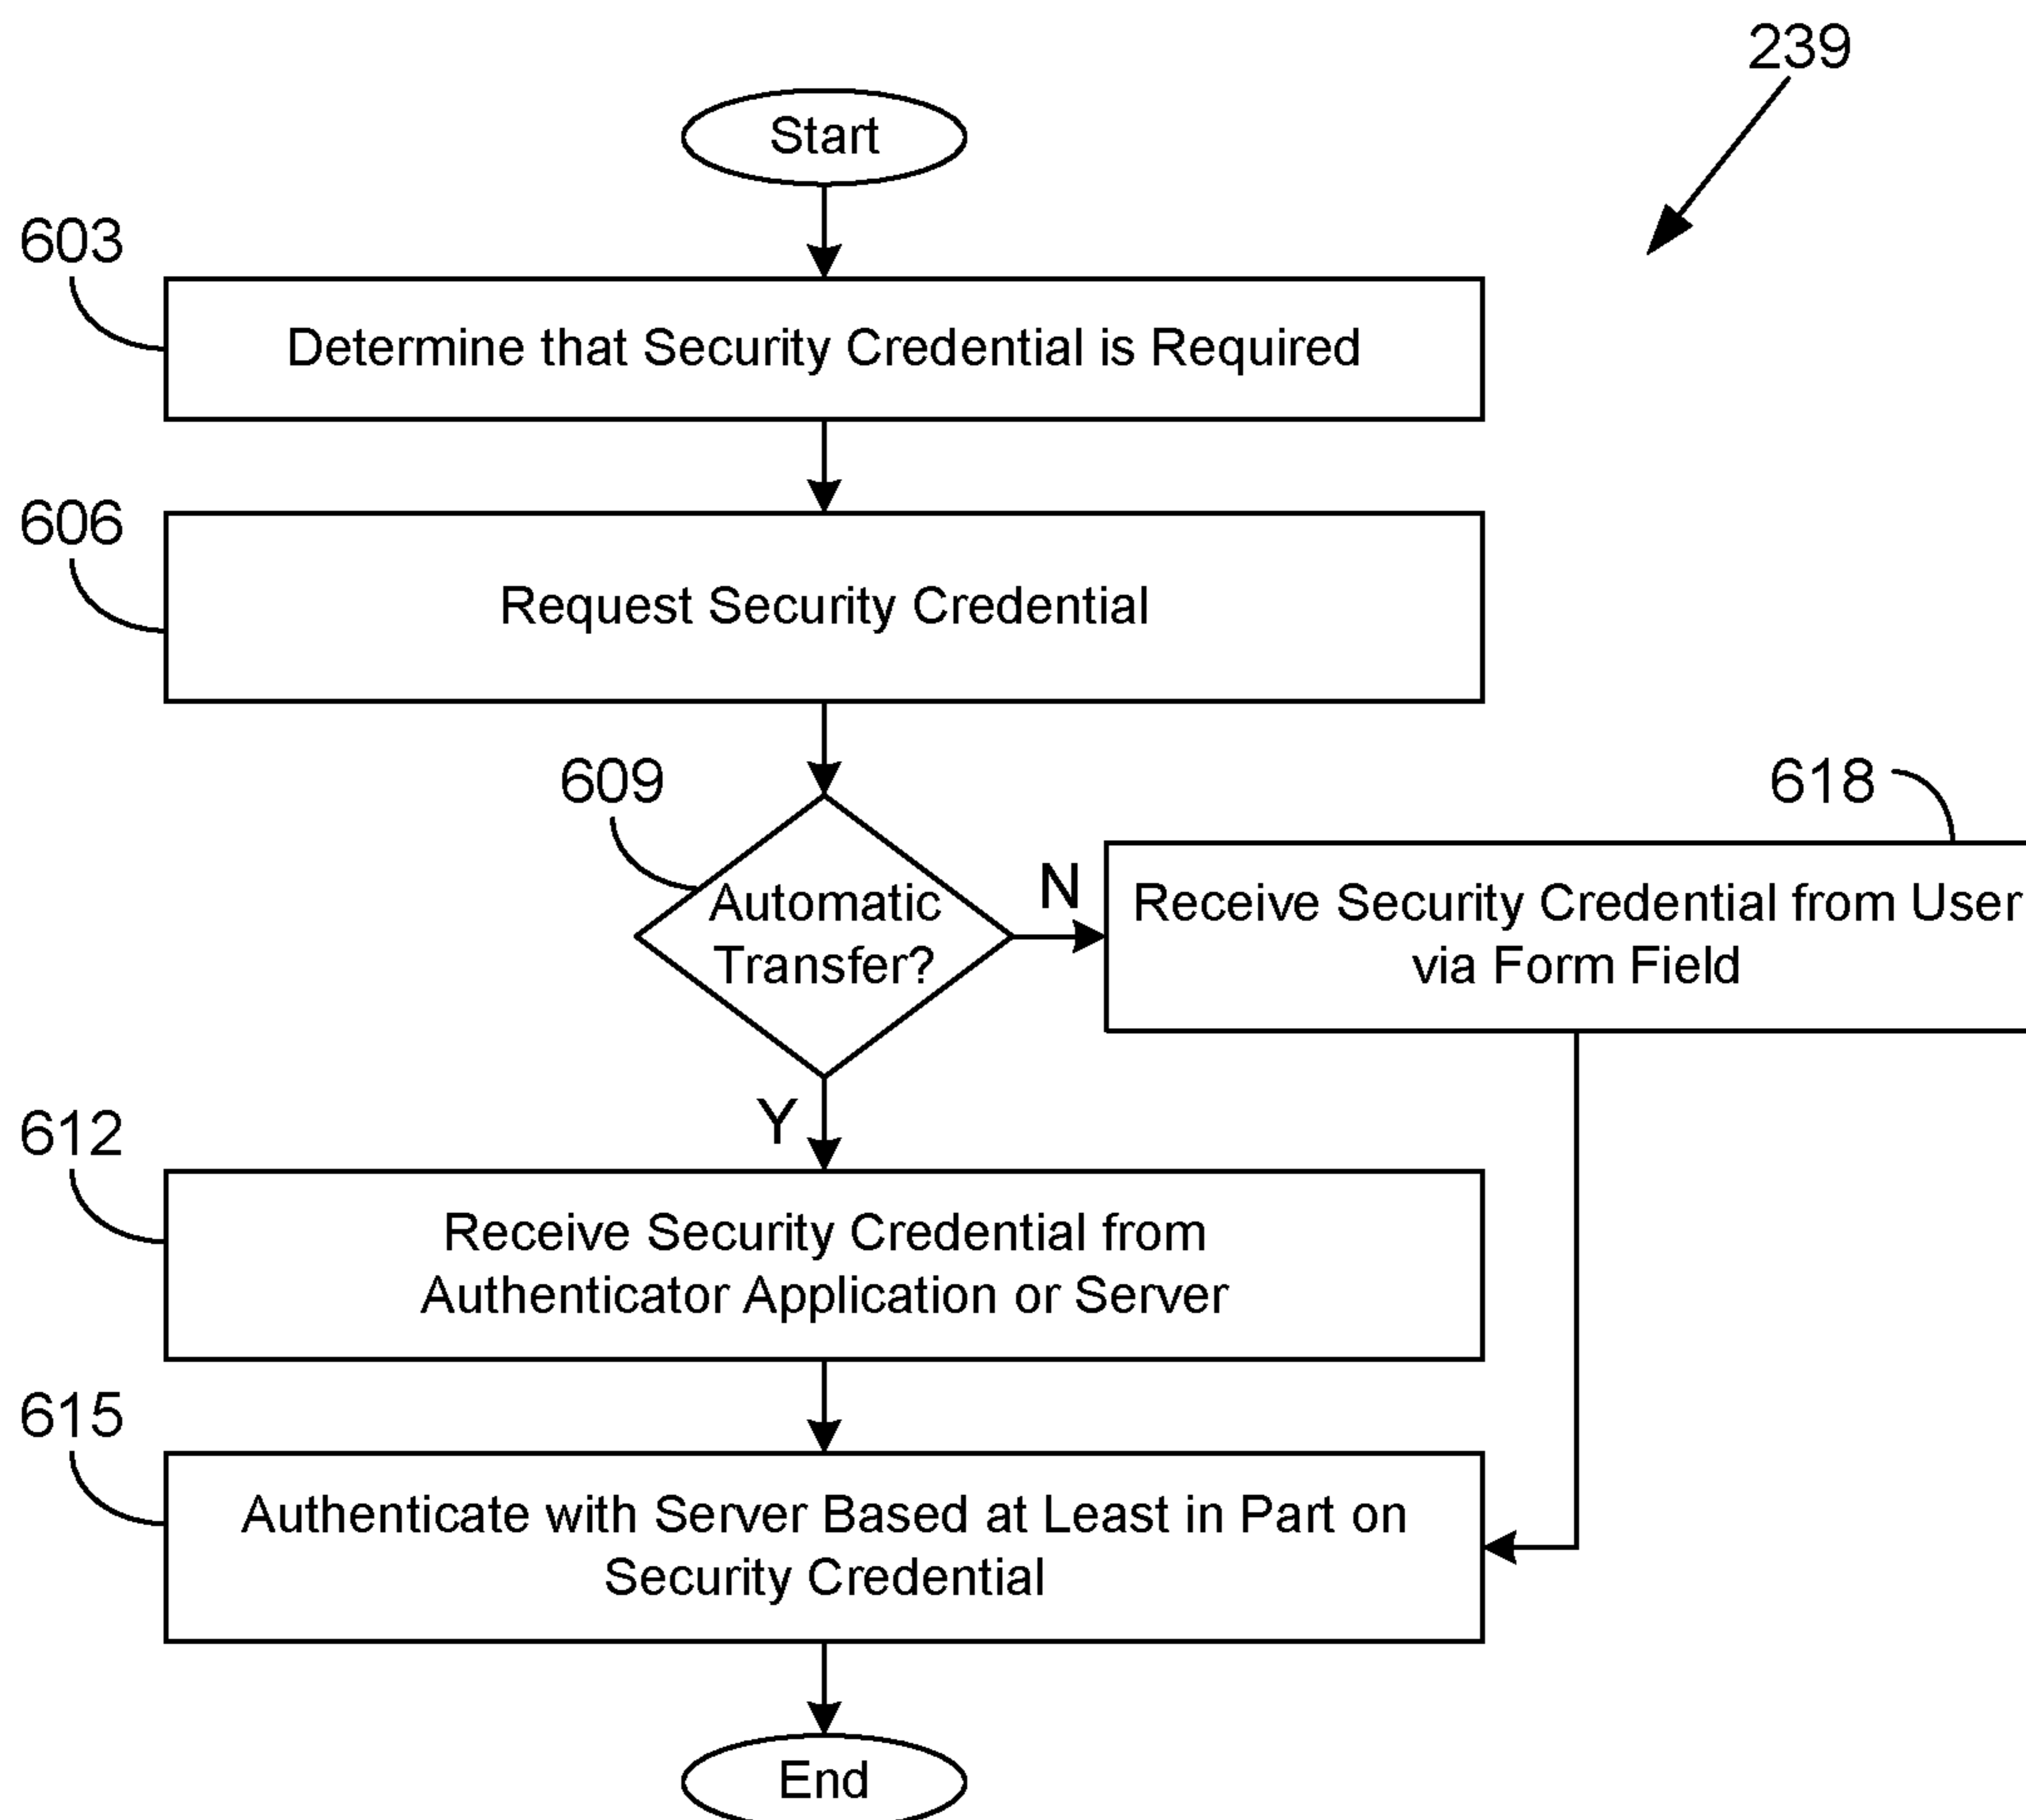 239
Start
603
Determine that Security Credential is Required
606
Request Security Credential
609
618
Automatic
Transfer?
N
Receive Security Credential from User
via Form Field
Y
612
Receive Security Credential from
Authenticator Application or Server
615
Authenticate with Server Based at Least in Part on
Security Credential
End